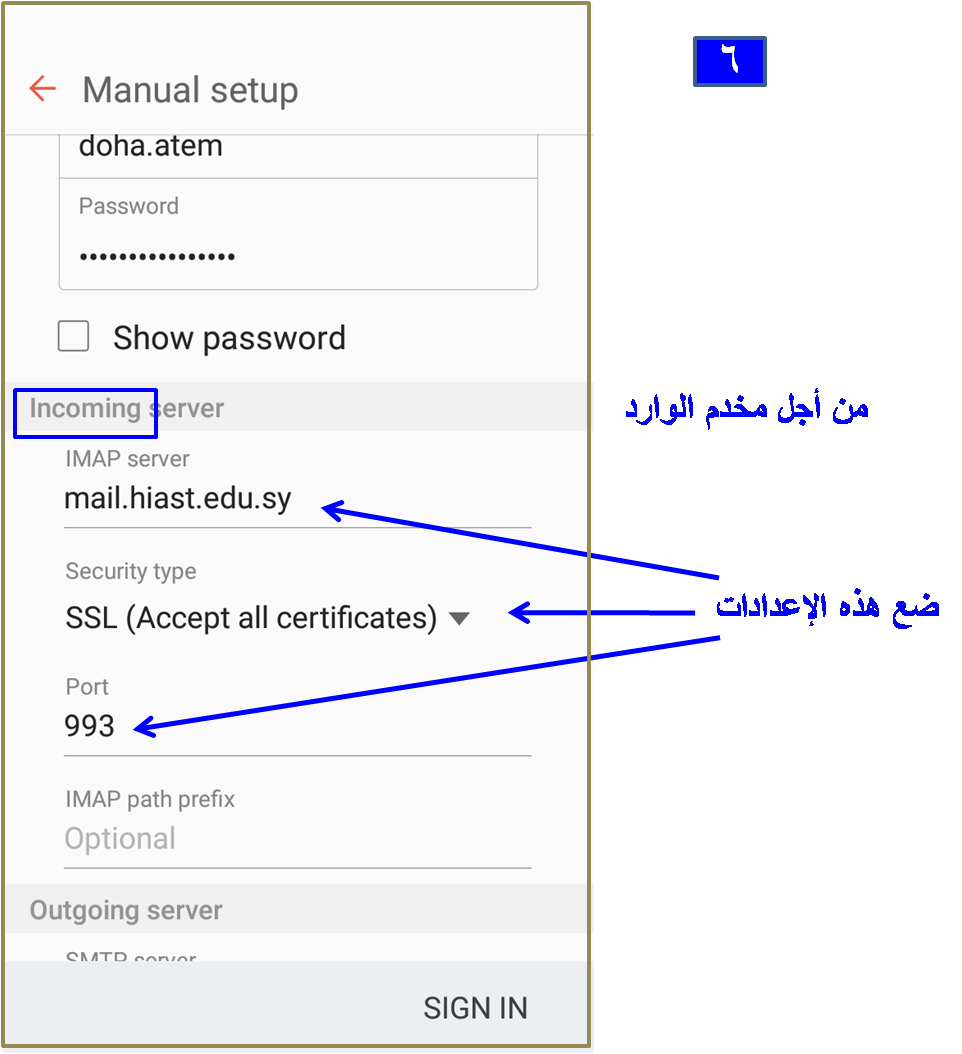 ٦
Manual setup
doha.atem
Password
••••••••••••••••
Show password
Incoming server
من أجل مخدم الوارد
IMAP server
mail.hiast.edu.sy
Security type
ضع هذه الإعدادات
SSL (Accept all certificates)
Port
993
IMAP path prefix
Optional
Outgoing server
SMTP server
SIGN IN